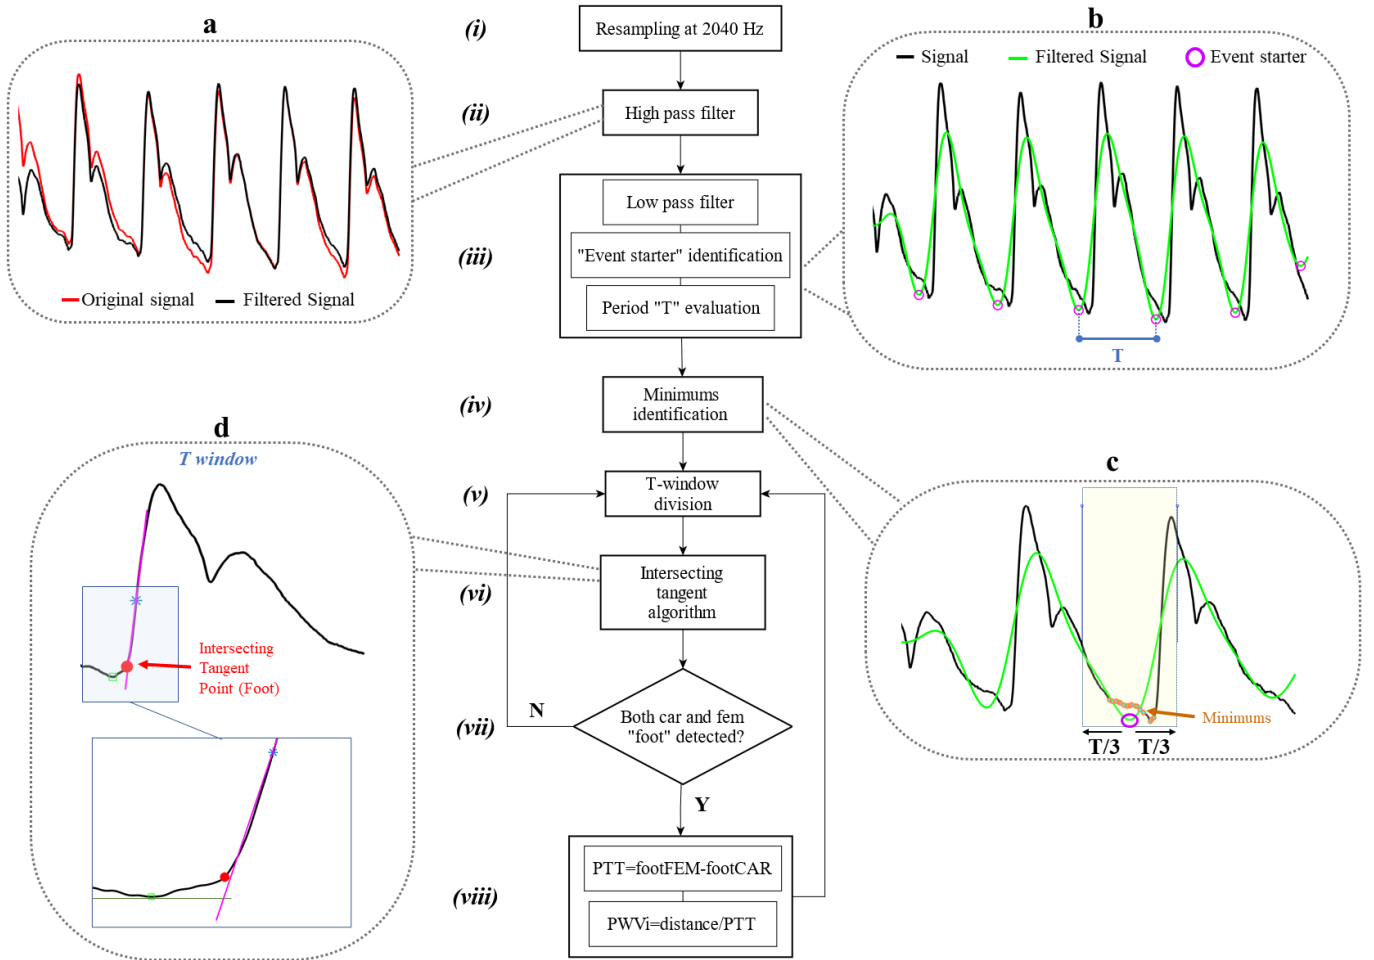 a
Original signal
Filtered Signal
(i)
Resampling at 2040 Hz
(ii)
High pass filter
(iii)
Low pass filter
"Event starter" identification
Period "T" evaluation
b
Signal
Filtered Signal
Event starter
T
(iv)
Minimums
identification
(v)
T-window
division
(vi)
Intersecting
tangent
algorithm
(vii)
Both car and fem
"foot" detected?
N
Y
(viii)
PTT=footFEM-footCAR
PWVi=distance/PTT
d
T window
Intersecting
Tangent
Point (Foot)
c
Minimums
T/3
T/3